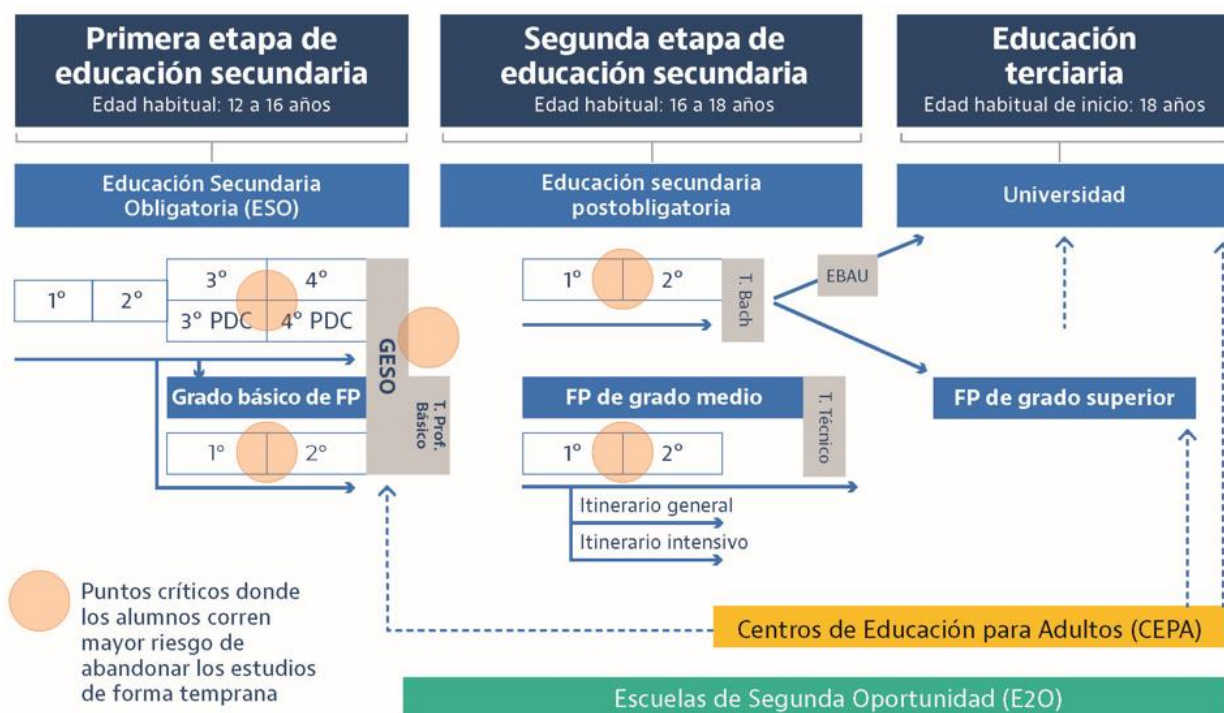 Primera etapa de
educación secundaria
Edad habitual: 12 a 16 años
Segunda etapa de
educación secundaria
Edad habitual: 16 a 18 años
Educación
terciaria
Edad habitual de inicio: 18 años
Educación Secundaria
Obligatoria (ESO)
Educación secundaria
postobligatoria
Universidad
1º
2º
3º
4º
3º PDC
4º PDC
GESO
Grado básico de FP
1º
2º
T. Prof.
Básico
1º
2º
T. Bach
EBAU
FP de grado medio
1º
2º
T. Técnico
Itinerario general
Itinerario intensivo
FP de grado superior
Puntos críticos donde
los alumnos corren
mayor riesgo de
abandonar los estudios
de forma temprana
Centros de Educación para Adultos (CEPA)
Escuelas de Segunda Oportunidad (E2O)